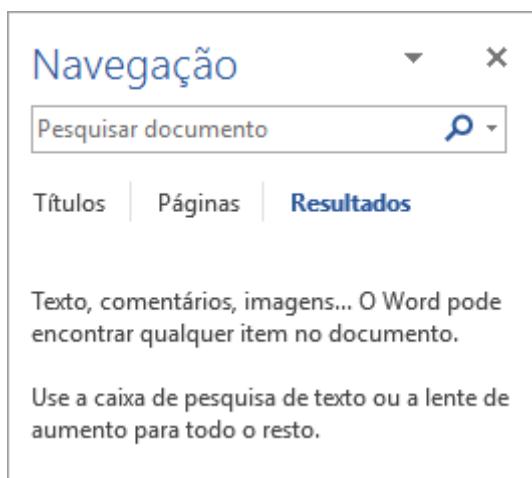 Navegação
Pesquisar documento
Títulos Páginas Resultados
Texto, comentários, imagens... O Word pode
encontrar qualquer item no documento.
Use a caixa de pesquisa de texto ou a lente de
aumento para todo o resto.